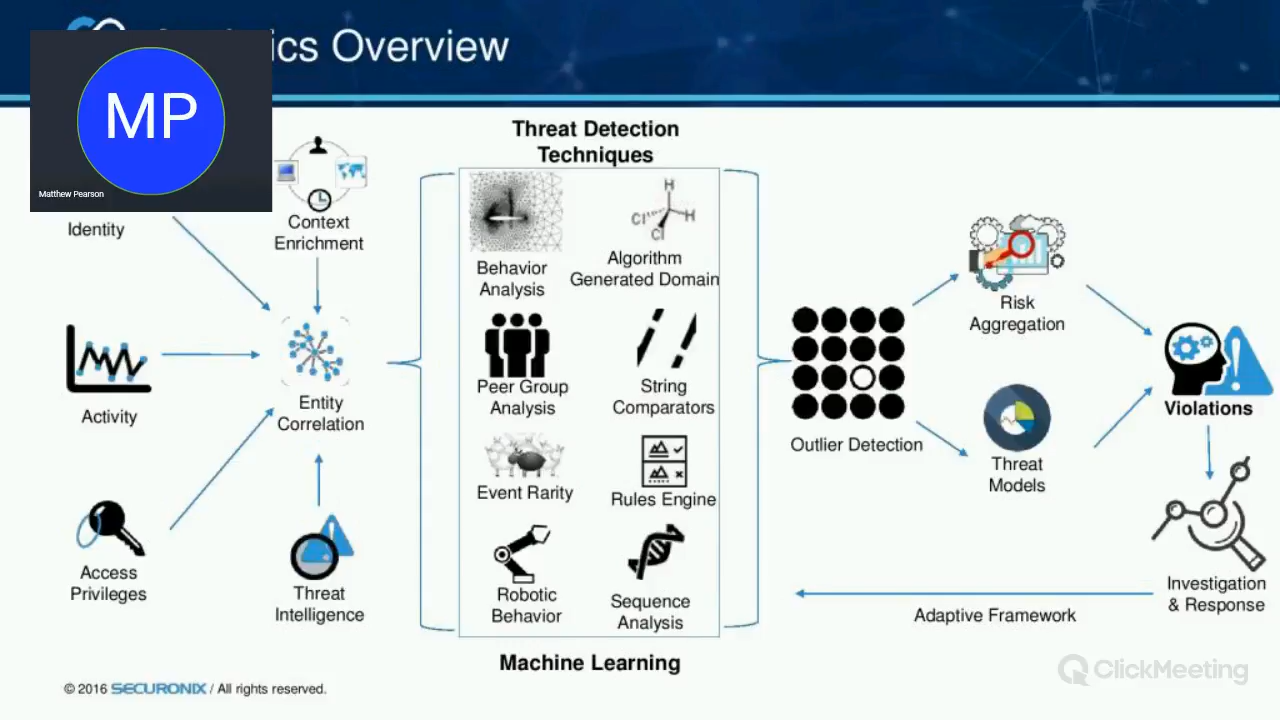 ics Overview
MP
Matthew Pearson
Identity
Context
Enrichment
Activity
Entity
Correlation
Access
Privileges
Threat
Intelligence
Threat Detection
Techniques
Behavior
Analysis
H
Cl
H
Cl
Algorithm
Generated Domain
Peer Group
Analysis
String
Comparators
Event Rarity
Rules Engine
Robotic
Behavior
Sequence
Analysis
Machine Learning
Outlier Detection
Risk
Aggregation
Threat
Models
Violations
Investigation
& Response
Adaptive Framework
© 2016 SECURONIX / All rights reserved.
ClickMeeting